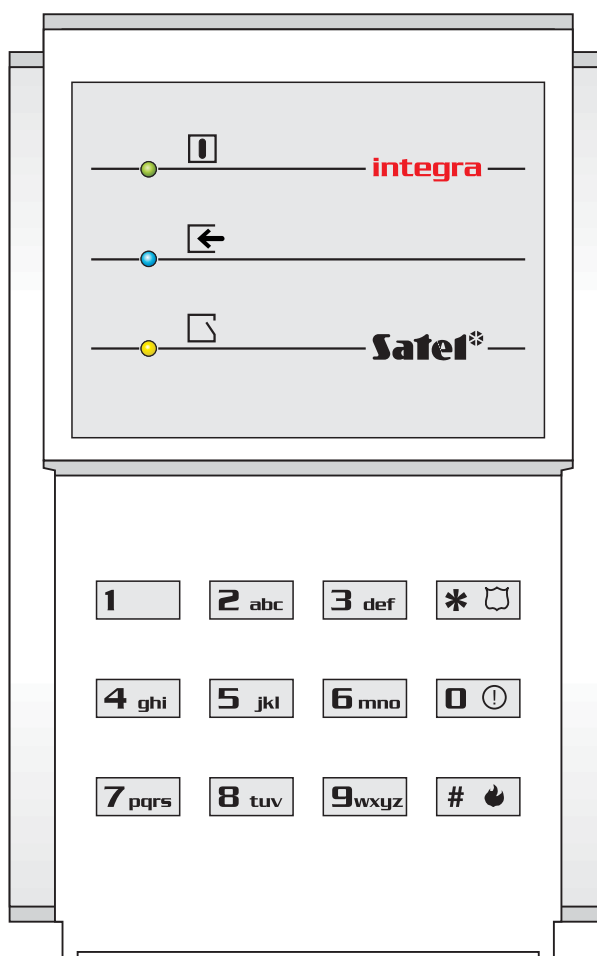 integra
Satel*
1 2 abc 3 def *
4 ghi 5 jkl 6 mno 0 !
7 pqrs 8 tuv 9 wxyz #